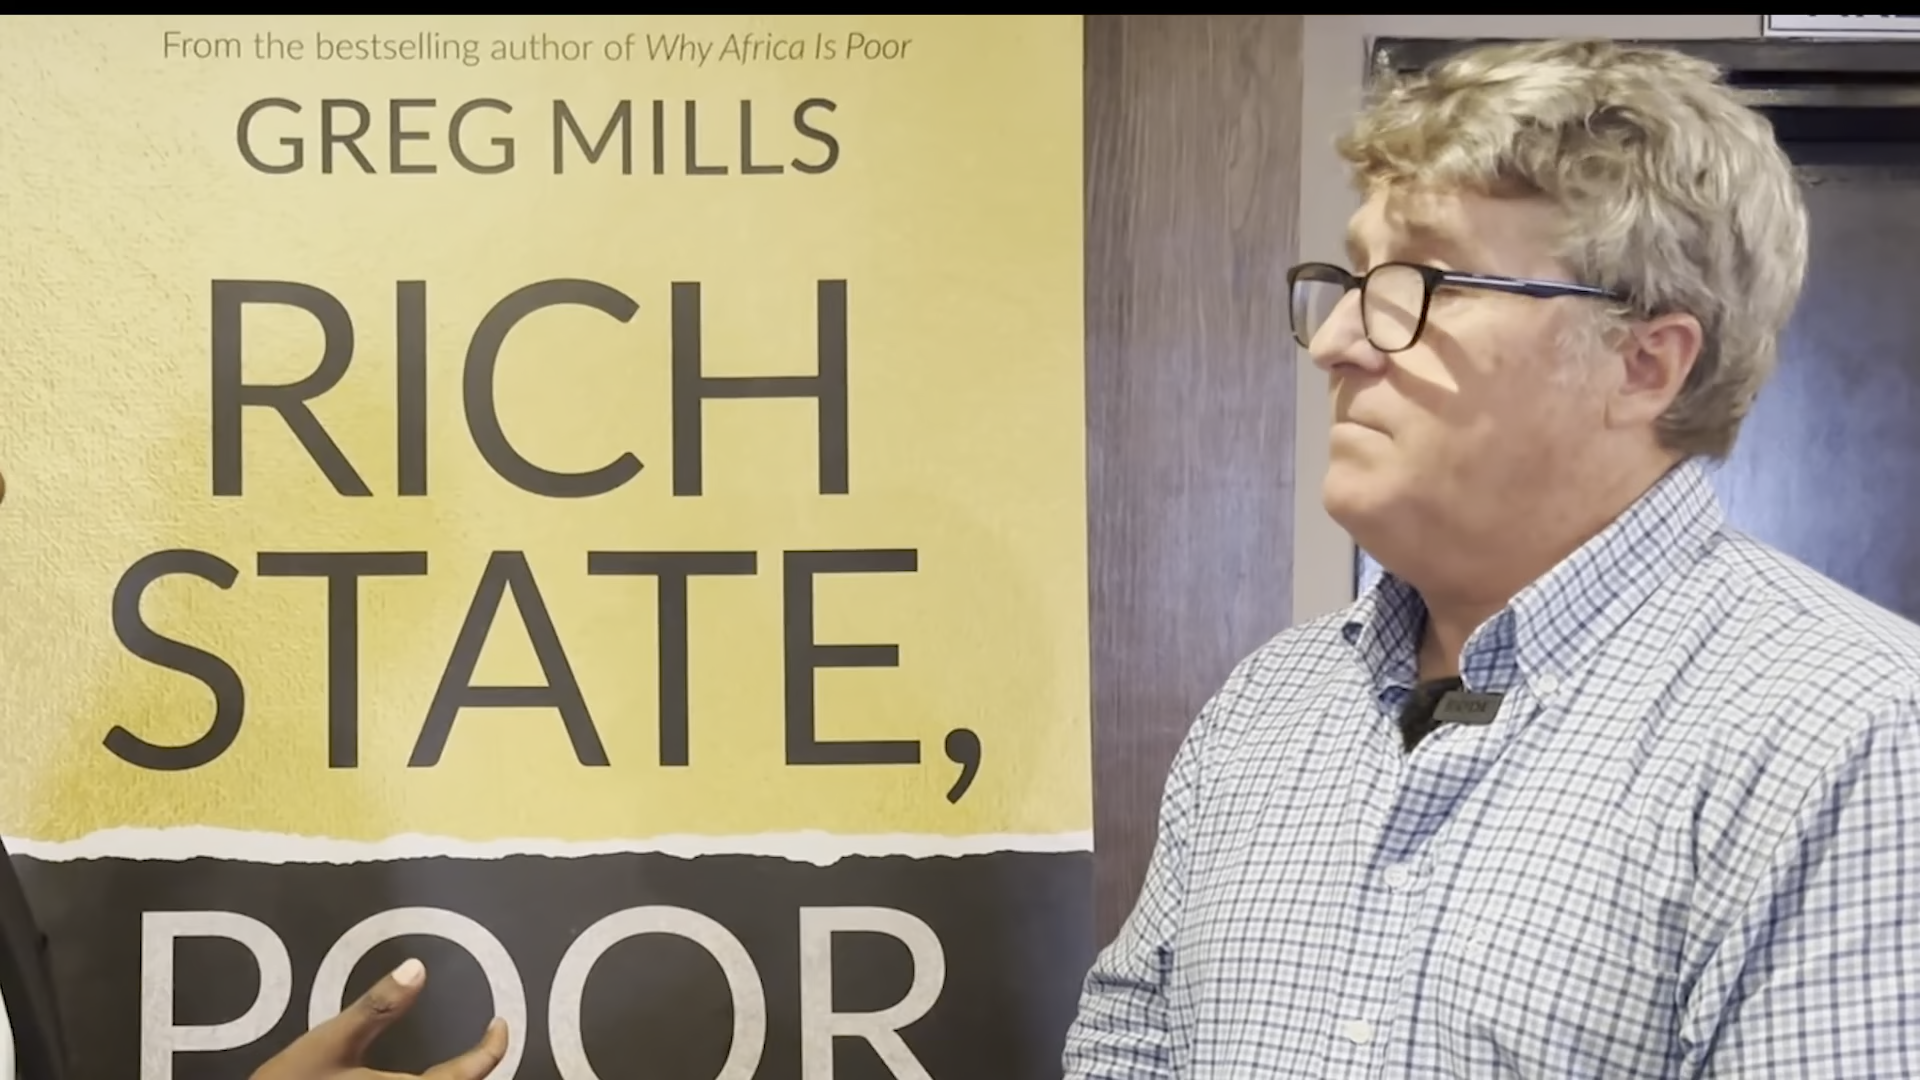 From the bestselling author of Why Africa Is Poor
GREG MILLS
RICH
STATE,
POOR